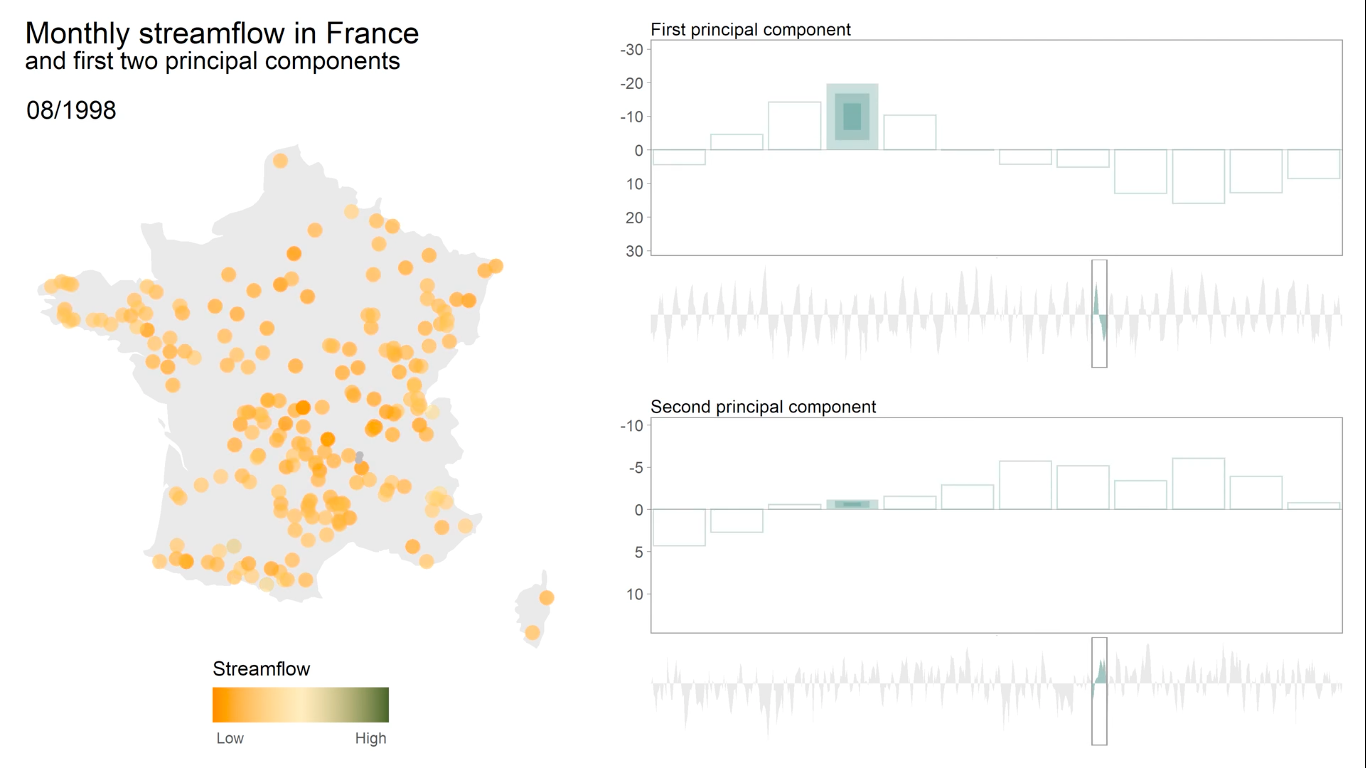 Monthly streamflow in France
and first two principal components
08/1998
Streamflow
Low High
First principal component
-30
-20
-10
0
10
20
30
Second principal component
-10
-5
0
5
10